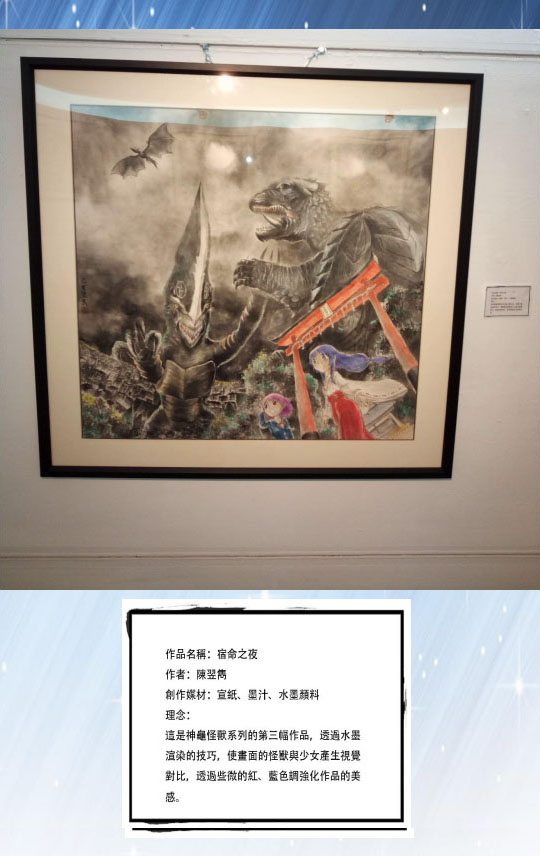 作品名稱：宿命之夜
作者：陳翌雋
創作媒材：宣紙、墨汁、水墨顏料
理念：
這是神龜怪獸系列的第三幅作品，透過水墨
渲染的技巧，使畫面的怪獸與少女產生視覺
對比，透過些微的紅、藍色調強化作品的美
感。